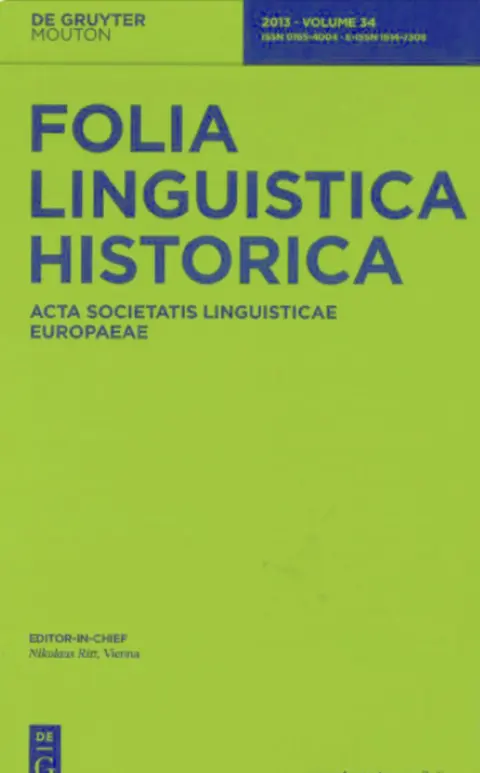 DE GRUYTER
MOUTON
2013 · VOLUME 34
FOLIA
LINGUISTICA
HISTORICA
ACTA SOCIETATIS LINGUISTICAE
EUROPAEAE
EDITOR-IN-CHIEF
Nikolaus Ritt, Vienna
DE
G